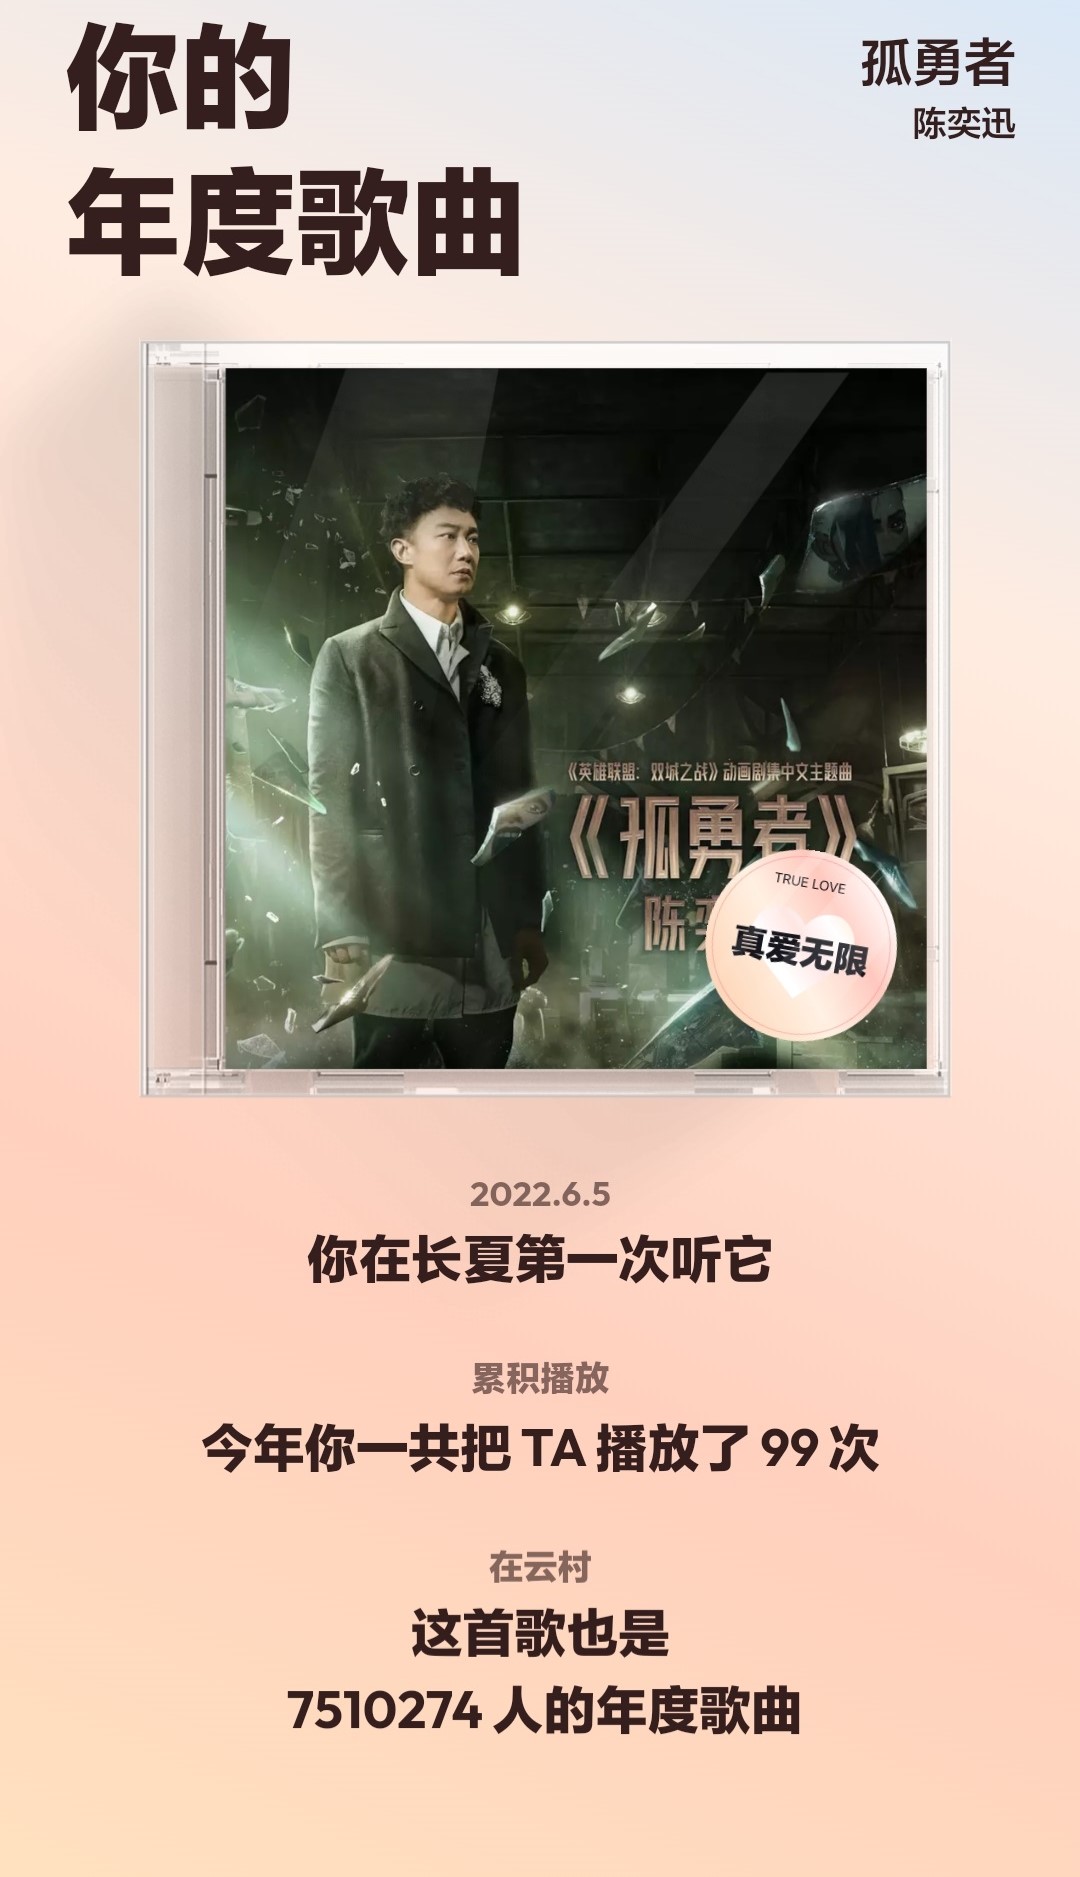 你的
年度歌曲
孤勇者
陈奕迅
《英雄联盟：双城之战》动画剧集中文主题曲
《孤勇者》
陈奕
TRUE LOVE
真爱无限
2022.6.5
你在长夏第一次听它
累积播放
今年你一共把 TA 播放了 99 次
在云村
这首歌也是
7510274 人的年度歌曲